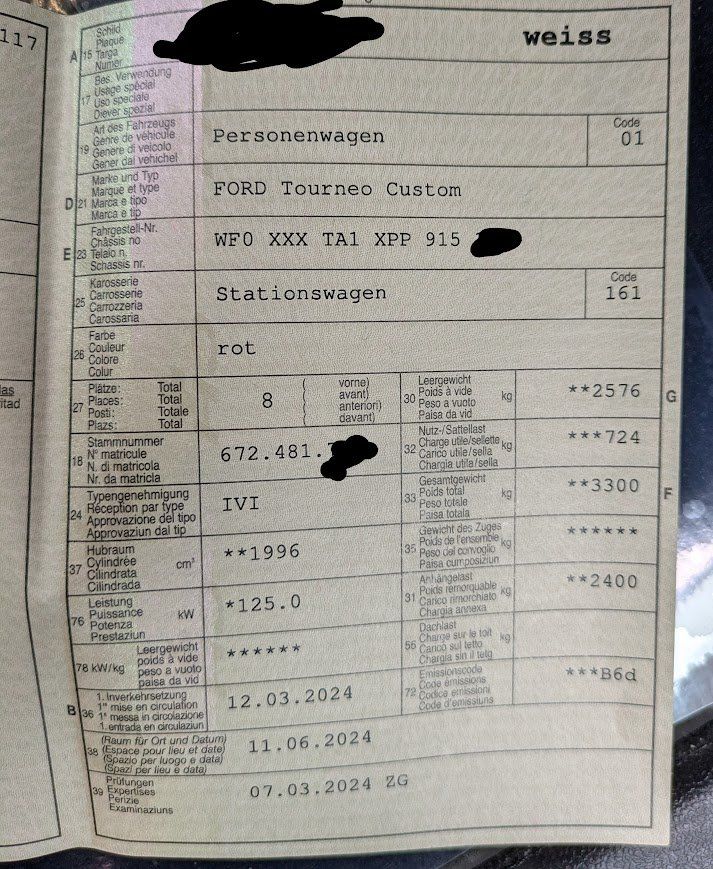 117
Schild
Plaque
A 15 Targa
Numer
weiss
Bes. Verwendung
Usage spécial
17 Uso speciale
Diever spezial
Art des Fahrzeugs
Genre de véhicule
19 Genere di veicolo
Gener dal vehichel
Personenwagen
Code
01
Marke und Typ
Marque et type
D 21 Marca e tipo
Marca e tip
FORD Tourneo Custom
Fahrgestell-Nr.
Châssis no
E 23 Telaio n.
Schassis nr.
WF0 XXX TA1 XPP 915
Karosserie
Carrosserie
25 Carrozzeria
Carossaria
Stationswagen
Code
161
Farbe
Couleur
26 Colore
Colur
rot
Plätze: Total
Places: Total
27 Posti: Totale
Plazs: Total
8
( vorne)
( avant)
( anteriori)
( davant)
Leergewicht
Poids à vide
30 Peso a vuoto kg
Paisa da vid
**2576
G
Stammnummer
N° matricule
18 N. di matricola
Nr. da matricla
672.481.
Nutz-/Sattellast
Charge utile/sellette
32 Carico utile/sella kg
Chargia utila/sella
***724
Typengenehmigung
Réception par type
24 Approvazione del tipo
Approvaziun dal tip
IVI
Gesamtgewicht
Poids total
33 Peso totale kg
Paisa totala
**3300
F
Hubraum
Cylindrée
37 Cilindrata cm³
Cilindrada
**1996
Gewicht des Zuges
Poids de l'ensemble
35 Peso del convoglio kg
Paisa cumposiziun
******
Leistung
Puissance
76 Potenza kW
Prestaziun
*125.0
Anhängelast
Poids remorquable
31 Carico rimorchiato kg
Chargia annexa
**2400
Leergewicht
poids à vide
78 kW/kg peso a vuoto
paisa da vid
******
Dachlast
Charge sur le toit
55 Carico sul tetto kg
Chargia sin il tetg
1. Inverkehrsetzung
1re mise en circulation
B 36 1a messa in circolazione
1. entrada en circulaziun
12.03.2024
Emissionscode
Code émissions
72 Codice emissioni
Code d'emissiuns
***B6d
(Raum für Ort und Datum)
38 (Espace pour lieu et date)
(Spazio per luogo e data)
(Spazi per lieu e data)
11.06.2024
Prüfungen
Expertises
39 Perizie
Examinaziuns
07.03.2024 ZG